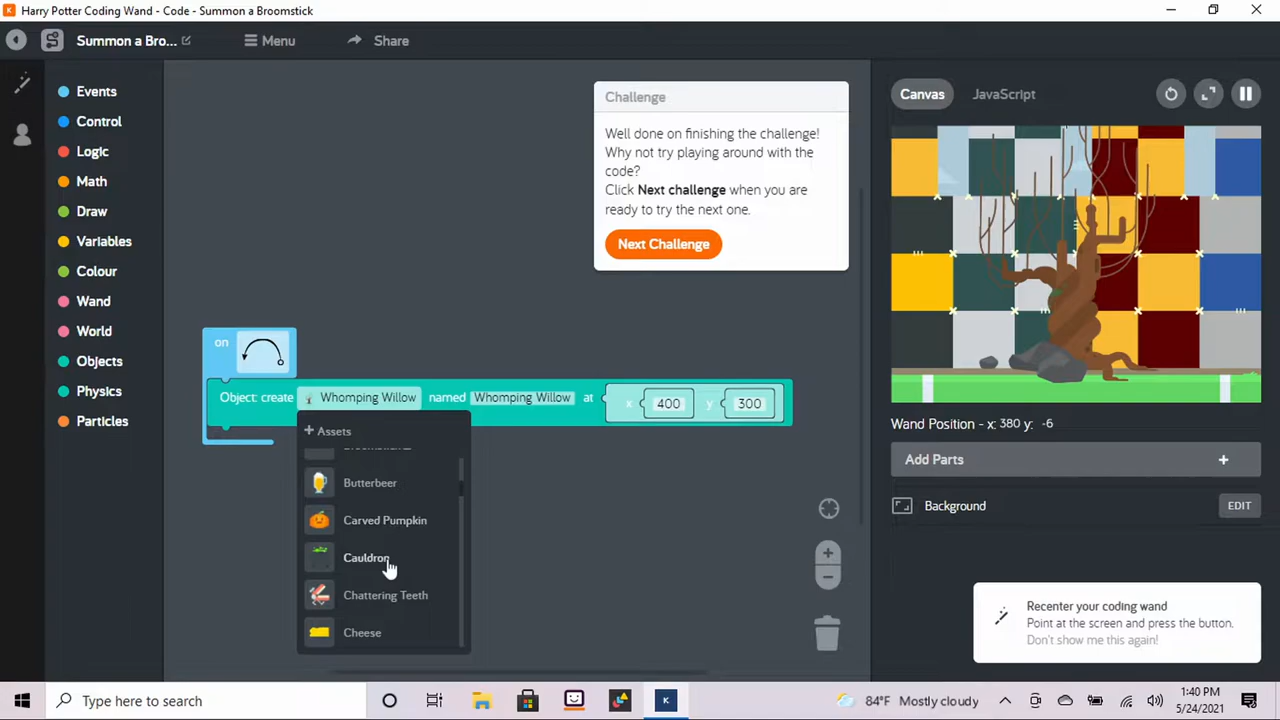 Harry Potter Coding Wand - Code - Summon a Broomstick
Summon a Bro...
Menu
Share
Events
Control
Logic
Math
Draw
Variables
Colour
Wand
World
Objects
Physics
Particles
Challenge
Well done on finishing the challenge!
Why not try playing around with the
code?
Click Next challenge when you are
ready to try the next one.
Next Challenge
on
Object: create Whomping Willow named Whomping Willow at x 400 y 300
+ Assets
Butterbeer
Carved Pumpkin
Cauldron
Chattering Teeth
Cheese
Canvas
JavaScript
Wand Position - x: 380 y: -6
Add Parts +
Background
EDIT
Recenter your coding wand
Point at the screen and press the button.
Don't show me this again!
Type here to search
K
84°F Mostly cloudy
1:40 PM
5/24/2021